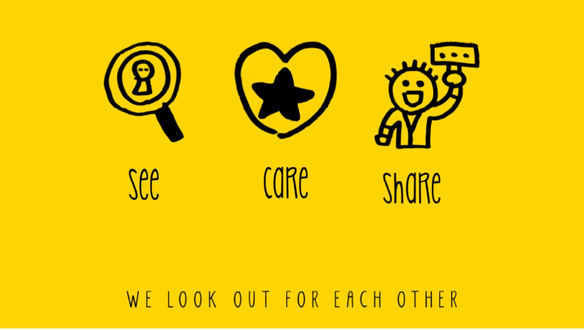 see
care
share
WE LOOK OUT FOR EACH OTHER